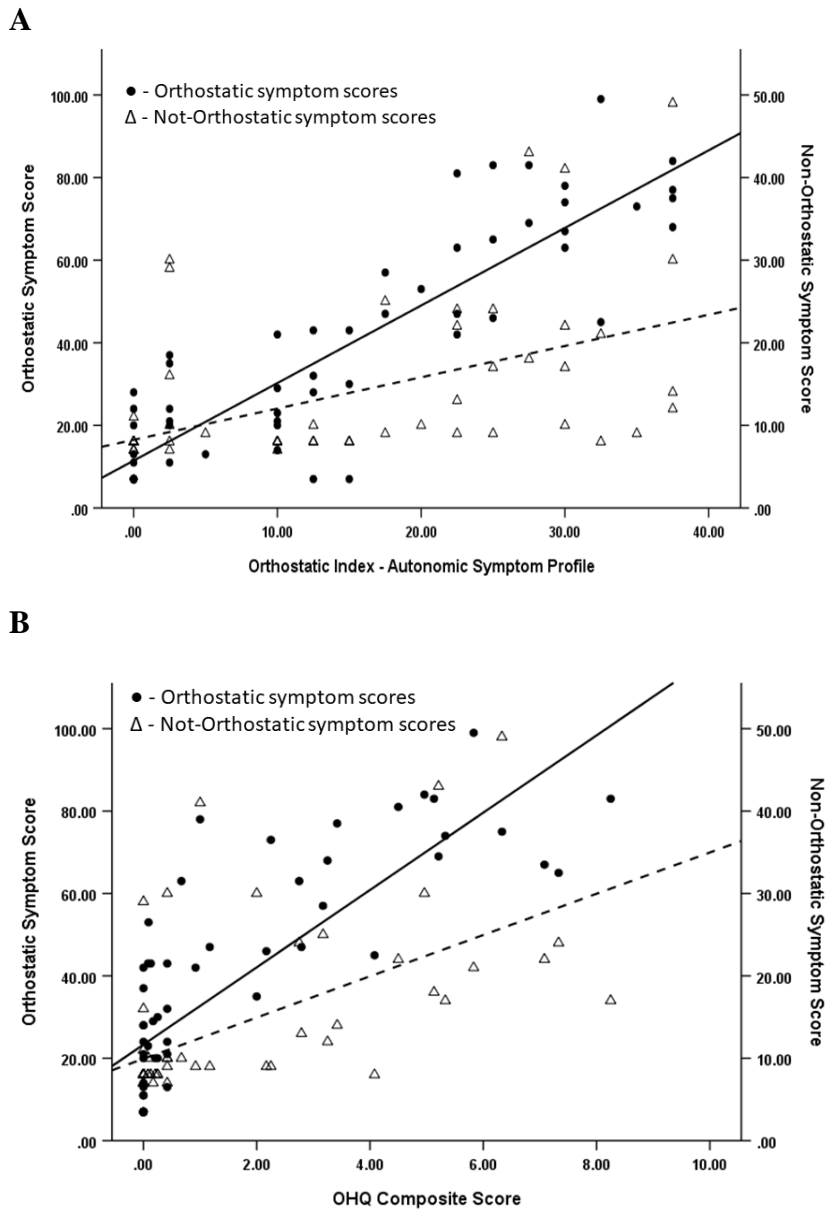 A
● - Orthostatic symptom scores
Δ - Not-Orthostatic symptom scores
Orthostatic Symptom Score
100.00
80.00
60.00
40.00
20.00
.00
50.00
40.00
30.00
20.00
10.00
.00
Non-Orthostatic Symptom Score
.00 10.00 20.00 30.00 40.00
Orthostatic Index - Autonomic Symptom Profile
B
● - Orthostatic symptom scores
Δ - Not-Orthostatic symptom scores
Orthostatic Symptom Score
100.00
80.00
60.00
40.00
20.00
.00
50.00
40.00
30.00
20.00
10.00
.00
Non-Orthostatic Symptom Score
.00 2.00 4.00 6.00 8.00 10.00
OHQ Composite Score